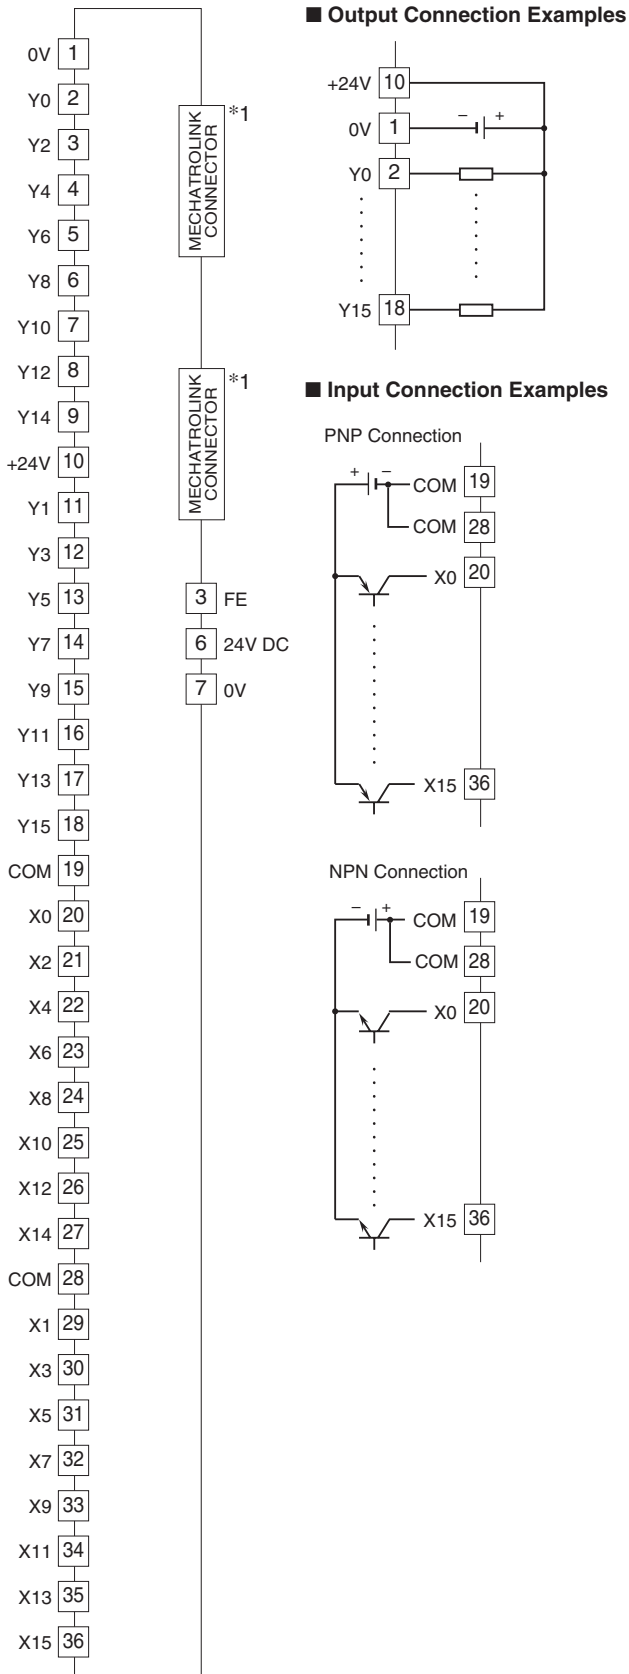 0V 1
Y0 2
Y2 3
Y4 4
Y6 5
Y8 6
Y10 7
Y12 8
Y14 9
+24V 10
Y1 11
Y3 12
Y5 13
Y7 14
Y9 15
Y11 16
Y13 17
Y15 18
COM 19
X0 20
X2 21
X4 22
X6 23
X8 24
X10 25
X12 26
X14 27
COM 28
X1 29
X3 30
X5 31
X7 32
X9 33
X11 34
X13 35
X15 36
MECHATROLINK
CONNECTOR
*1
MECHATROLINK
CONNECTOR
*1
3 FE
6 24V DC
7 0V
■ Output Connection Examples
+24V 10
0V 1 – +
Y0 2
Y15 18
■ Input Connection Examples
PNP Connection
+ – COM 19
COM 28
X0 20
X15 36
NPN Connection
– + COM 19
COM 28
X0 20
X15 36